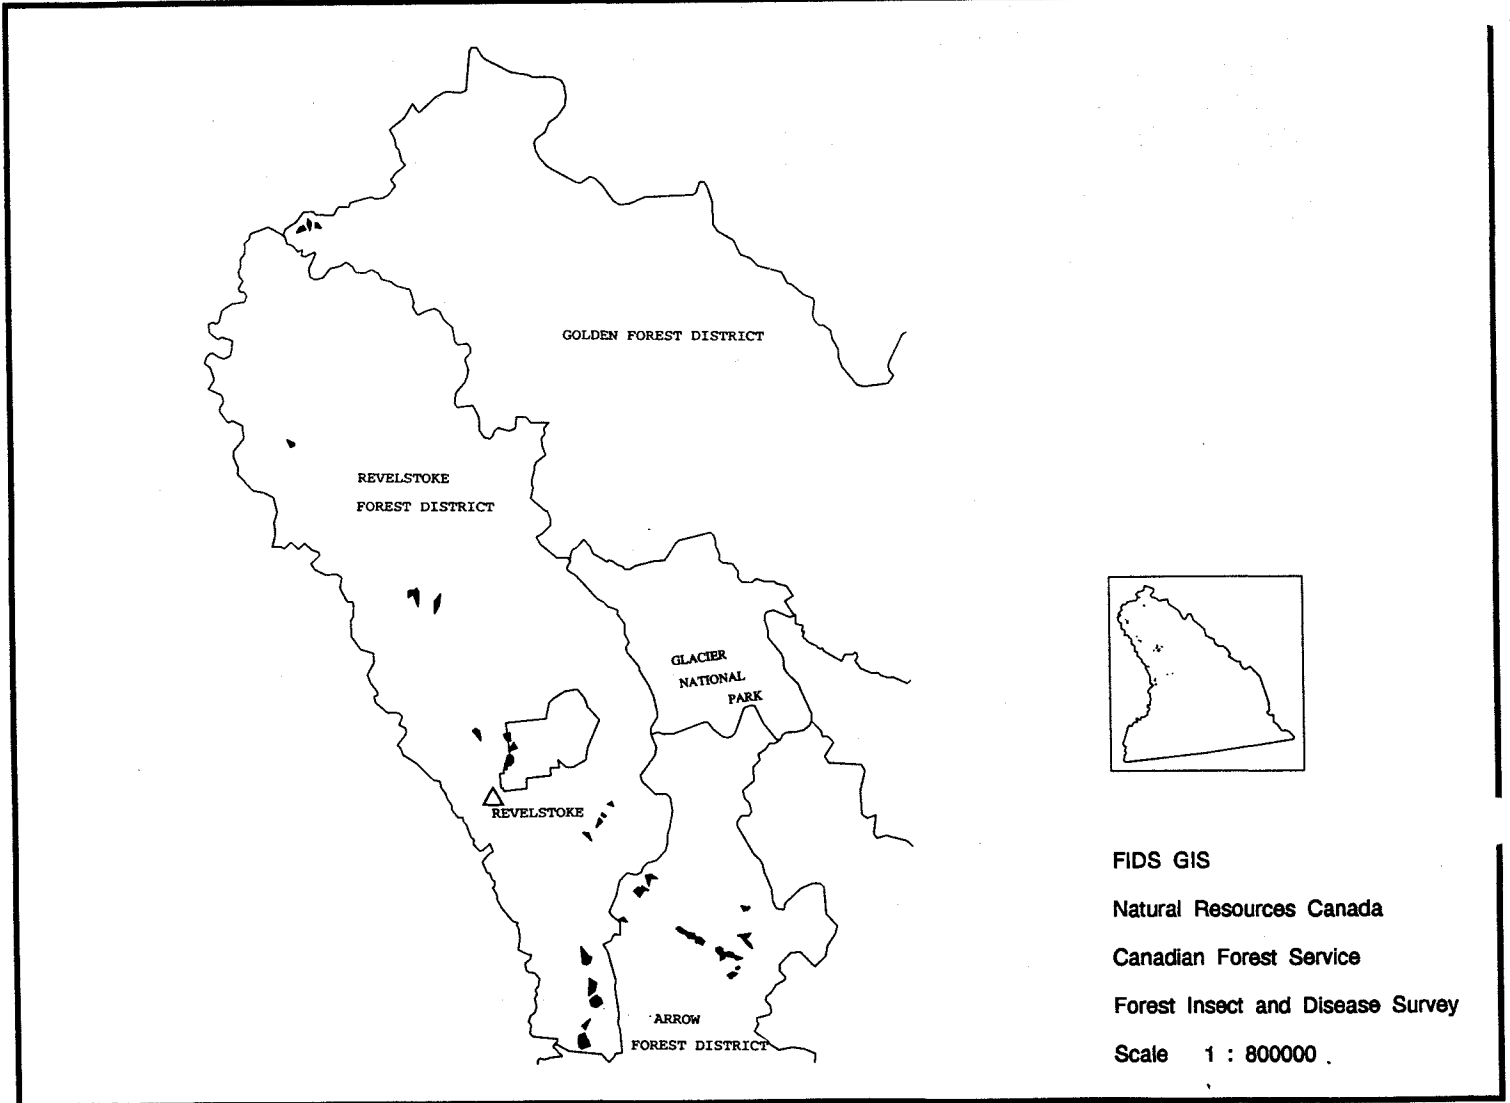 GOLDEN FOREST DISTRICT
REVELSTOKE
FOREST DISTRICT
GLACIER
NATIONAL
PARK
REVELSTOKE
ARROW
FOREST DISTRICT
FIDS GIS
Natural Resources Canada
Canadian Forest Service
Forest Insect and Disease Survey
Scale 1 : 800000